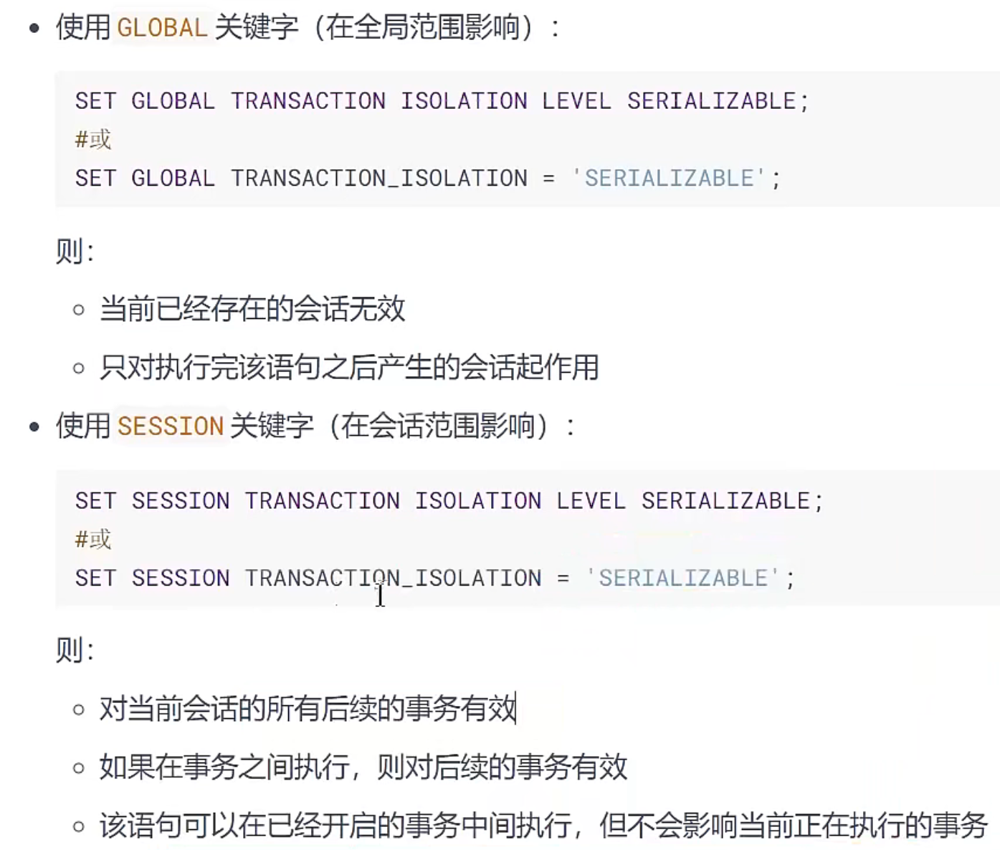 使用 GLOBAL 关键字（在全局范围影响）：
SET GLOBAL TRANSACTION ISOLATION LEVEL SERIALIZABLE;
#或
SET GLOBAL TRANSACTION_ISOLATION = 'SERIALIZABLE';
则：
当前已经存在的会话无效
只对执行完该语句之后产生的会话起作用
使用 SESSION 关键字（在会话范围影响）：
SET SESSION TRANSACTION ISOLATION LEVEL SERIALIZABLE;
#或
SET SESSION TRANSACTION_ISOLATION = 'SERIALIZABLE';
则：
对当前会话的所有后续的事务有效
如果在事务之间执行，则对后续的事务有效
该语句可以在已经开启的事务中间执行，但不会影响当前正在执行的事务